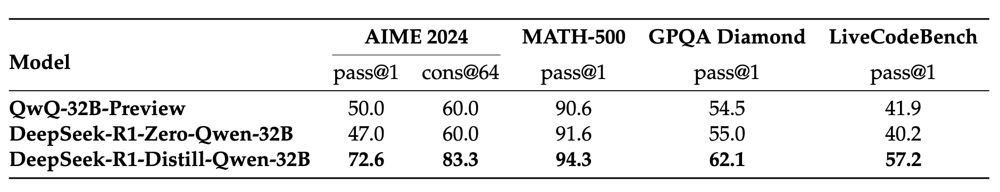 AIME 2024 MATH-500 GPQA Diamond LiveCodeBench
Model
pass@1 cons@64 pass@1 pass@1 pass@1
QwQ-32B-Preview 50.0 60.0 90.6 54.5 41.9
DeepSeek-R1-Zero-Qwen-32B 47.0 60.0 91.6 55.0 40.2
DeepSeek-R1-Distill-Qwen-32B 72.6 83.3 94.3 62.1 57.2